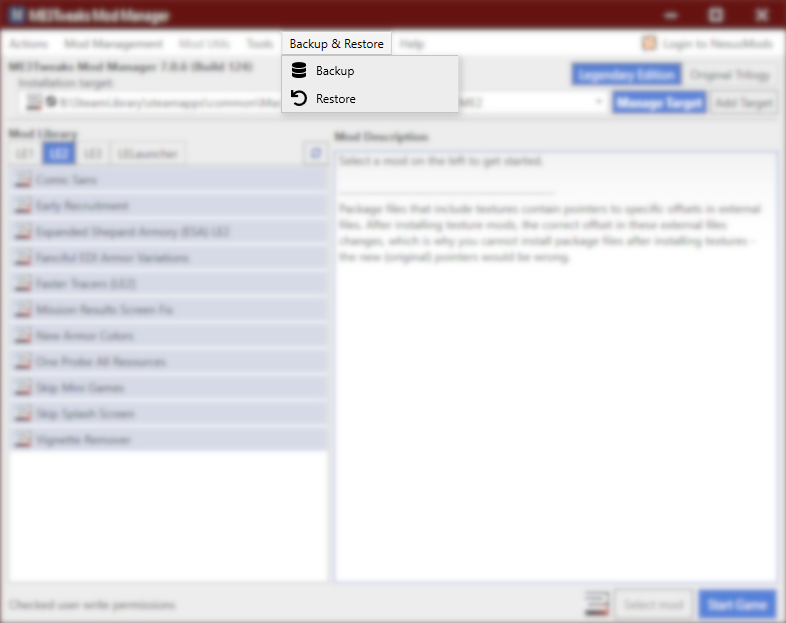 ME3Tweaks Mod Manager
Actions Mod Management Mod Utils Tools Backup & Restore Help Login to NexusMods
Backup
Restore
ME3Tweaks Mod Manager 7.0.6 (Build 124)
Legendary Edition Original Trilogy
Installation target:
Manage Target Add Target
Mod Library
LE1 LE2 LE3 LELauncher
Comic Sans
Early Recruitment
Expanded Shepard Armory (ESA) LE2
Fanciful EDI Armor Variations
Faster Tracers [LE2]
Mission Results Screen Fix
New Armor Colors
One Probe All Resources
Skip Mini Games
Skip Splash Screen
Vignette Remover
Mod Description
Select a mod on the left to get started.
Package files that include textures contain pointers to specific offsets in external
files. After installing texture mods, the correct offset in these external files
changes, which is why you cannot install package files after installing textures -
the new (original) pointers would be wrong.
Checked user write permissions
Select mod Start Game